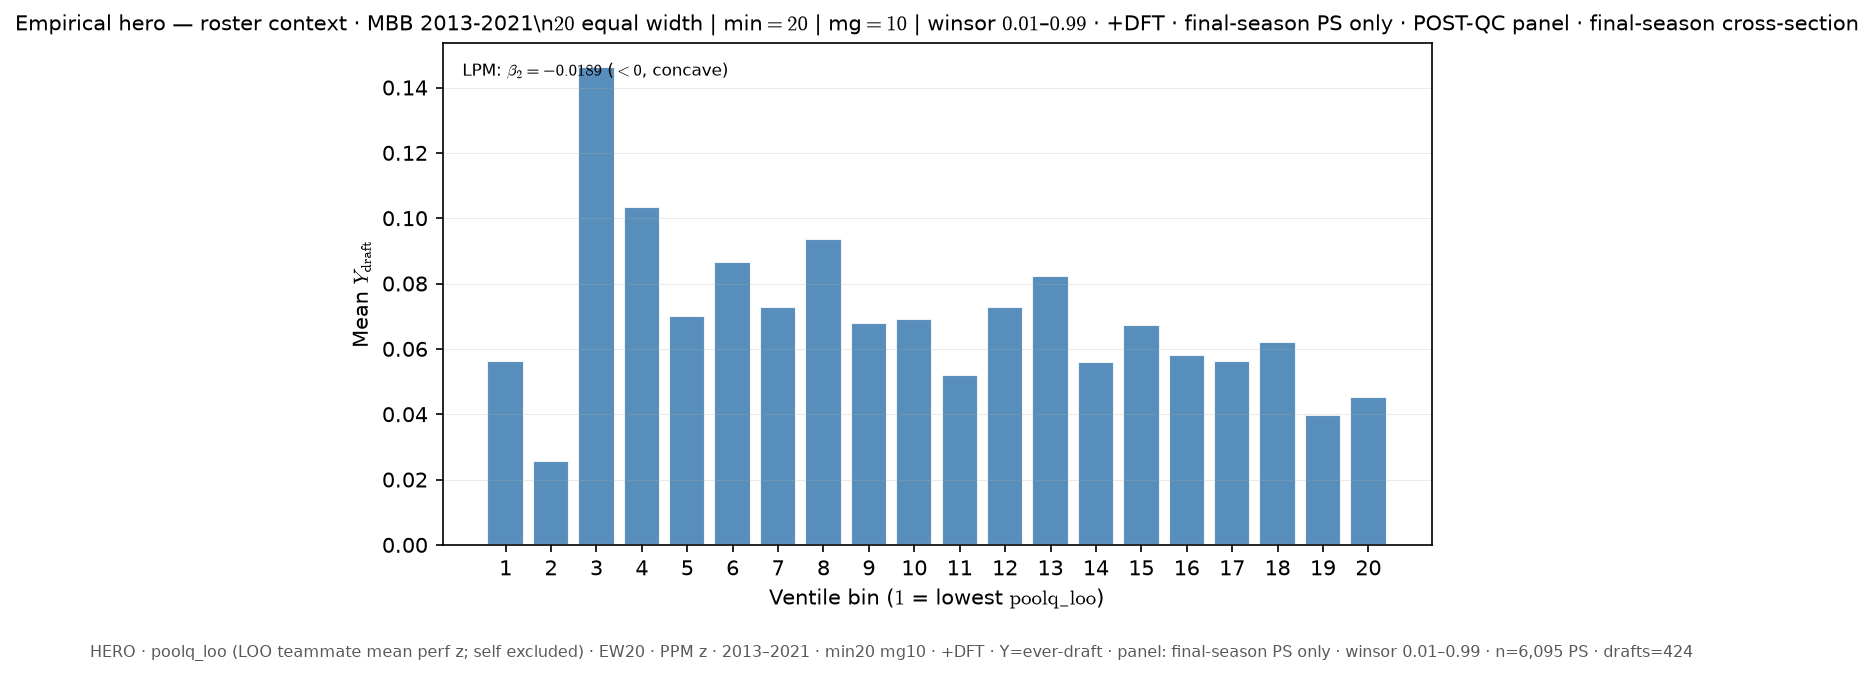 Empirical hero — roster context · MBB 2013-2021\n20 equal width | min = 20 | mg = 10 | winsor 0.01–0.99 · +DFT · final-season PS only · POST-QC panel · final-season cross-section
LPM: β₂ = −0.0189 (< 0, concave)
Mean Y_draft
0.14
0.12
0.10
0.08
0.06
0.04
0.02
0.00
1 2 3 4 5 6 7 8 9 10 11 12 13 14 15 16 17 18 19 20
Ventile bin (1 = lowest poolq_loo)
HERO · poolq_loo (LOO teammate mean perf z; self excluded) · EW20 · PPM z · 2013–2021 · min20 mg10 · +DFT · Y=ever-draft · panel: final-season PS only · winsor 0.01–0.99 · n=6,095 PS · drafts=424